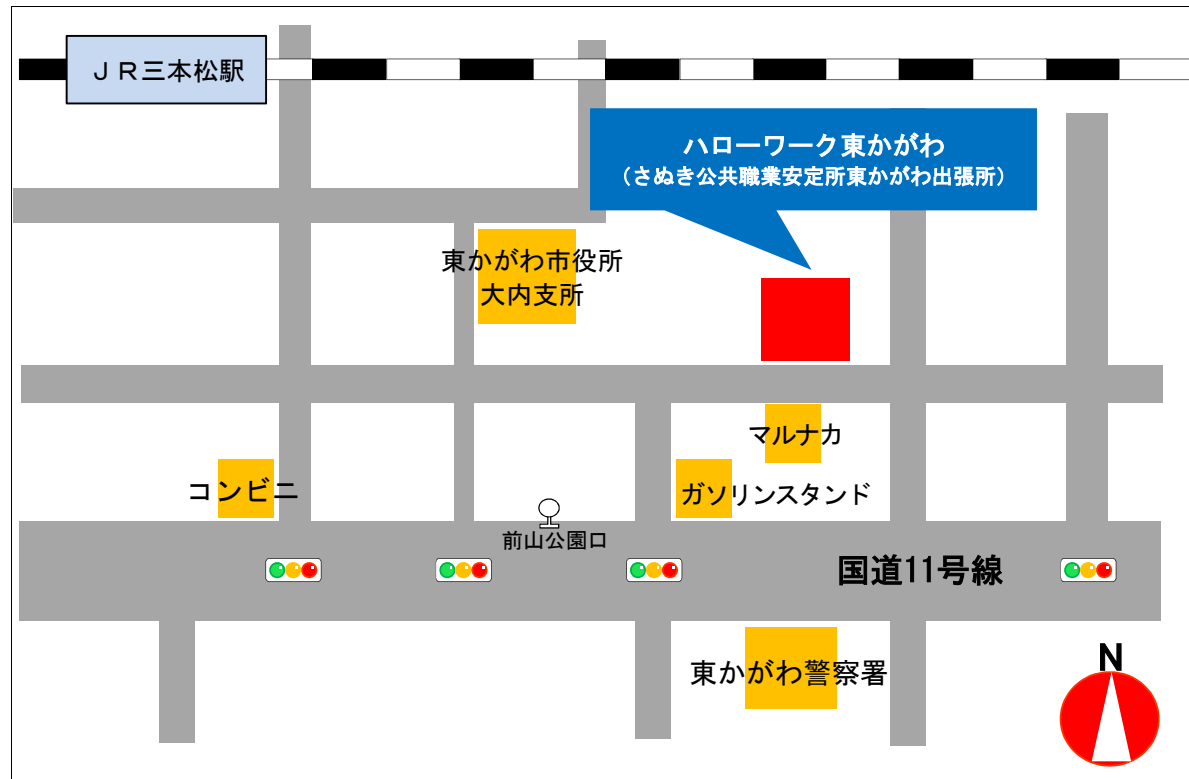 ＪＲ三本松駅
ハローワーク東かがわ
（さぬき公共職業安定所東かがわ出張所）
東かがわ市役所
大内支所
マルナカ
コンビニ
ガソリンスタンド
前山公園口
国道11号線
東かがわ警察署
N